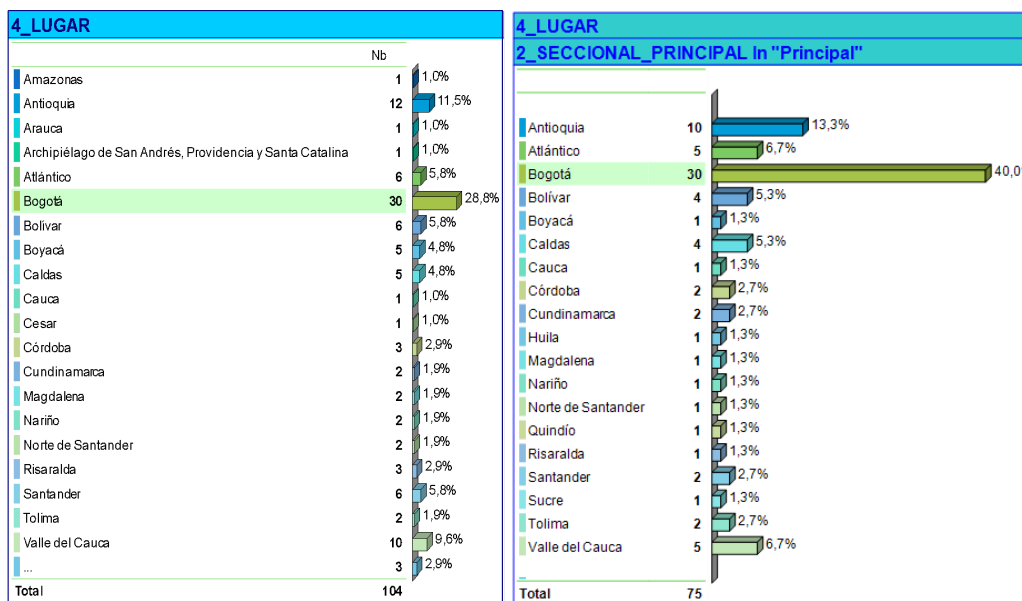 4_LUGAR
Nb
Amazonas 1 1,0%
Antioquia 12 11,5%
Arauca 1 1,0%
Archipiélago de San Andrés, Providencia y Santa Catalina 1 1,0%
Atlántico 6 5,8%
Bogotá 30 28,8%
Bolivar 6 5,8%
Boyacá 5 4,8%
Caldas 5 4,8%
Cauca 1 1,0%
Cesar 1 1,0%
Córdoba 3 2,9%
Cundinamarca 2 1,9%
Magdalena 2 1,9%
Nariño 2 1,9%
Norte de Santander 2 1,9%
Risaralda 3 2,9%
Santander 6 5,8%
Tolima 2 1,9%
Valle del Cauca 10 9,6%
... 3 2,9%
Total 104
4_LUGAR
2_SECCIONAL_PRINCIPAL In "Principal"
Antioquia 10 13,3%
Atlántico 5 6,7%
Bogotá 30 40,0%
Bolívar 4 5,3%
Boyacá 1 1,3%
Caldas 4 5,3%
Cauca 1 1,3%
Córdoba 2 2,7%
Cundinamarca 2 2,7%
Huila 1 1,3%
Magdalena 1 1,3%
Nariño 1 1,3%
Norte de Santander 1 1,3%
Quindío 1 1,3%
Risaralda 1 1,3%
Santander 2 2,7%
Sucre 1 1,3%
Tolima 2 2,7%
Valle del Cauca 5 6,7%
Total 75